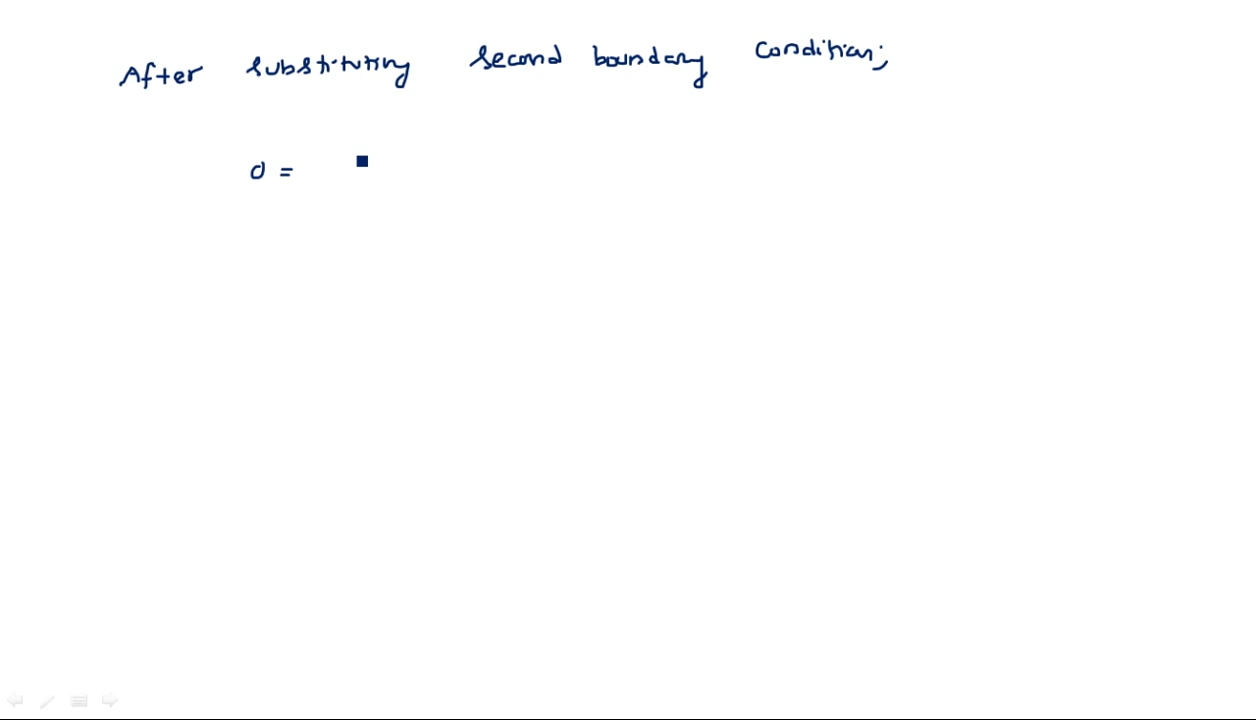 After substituting second boundary condition;
0 =